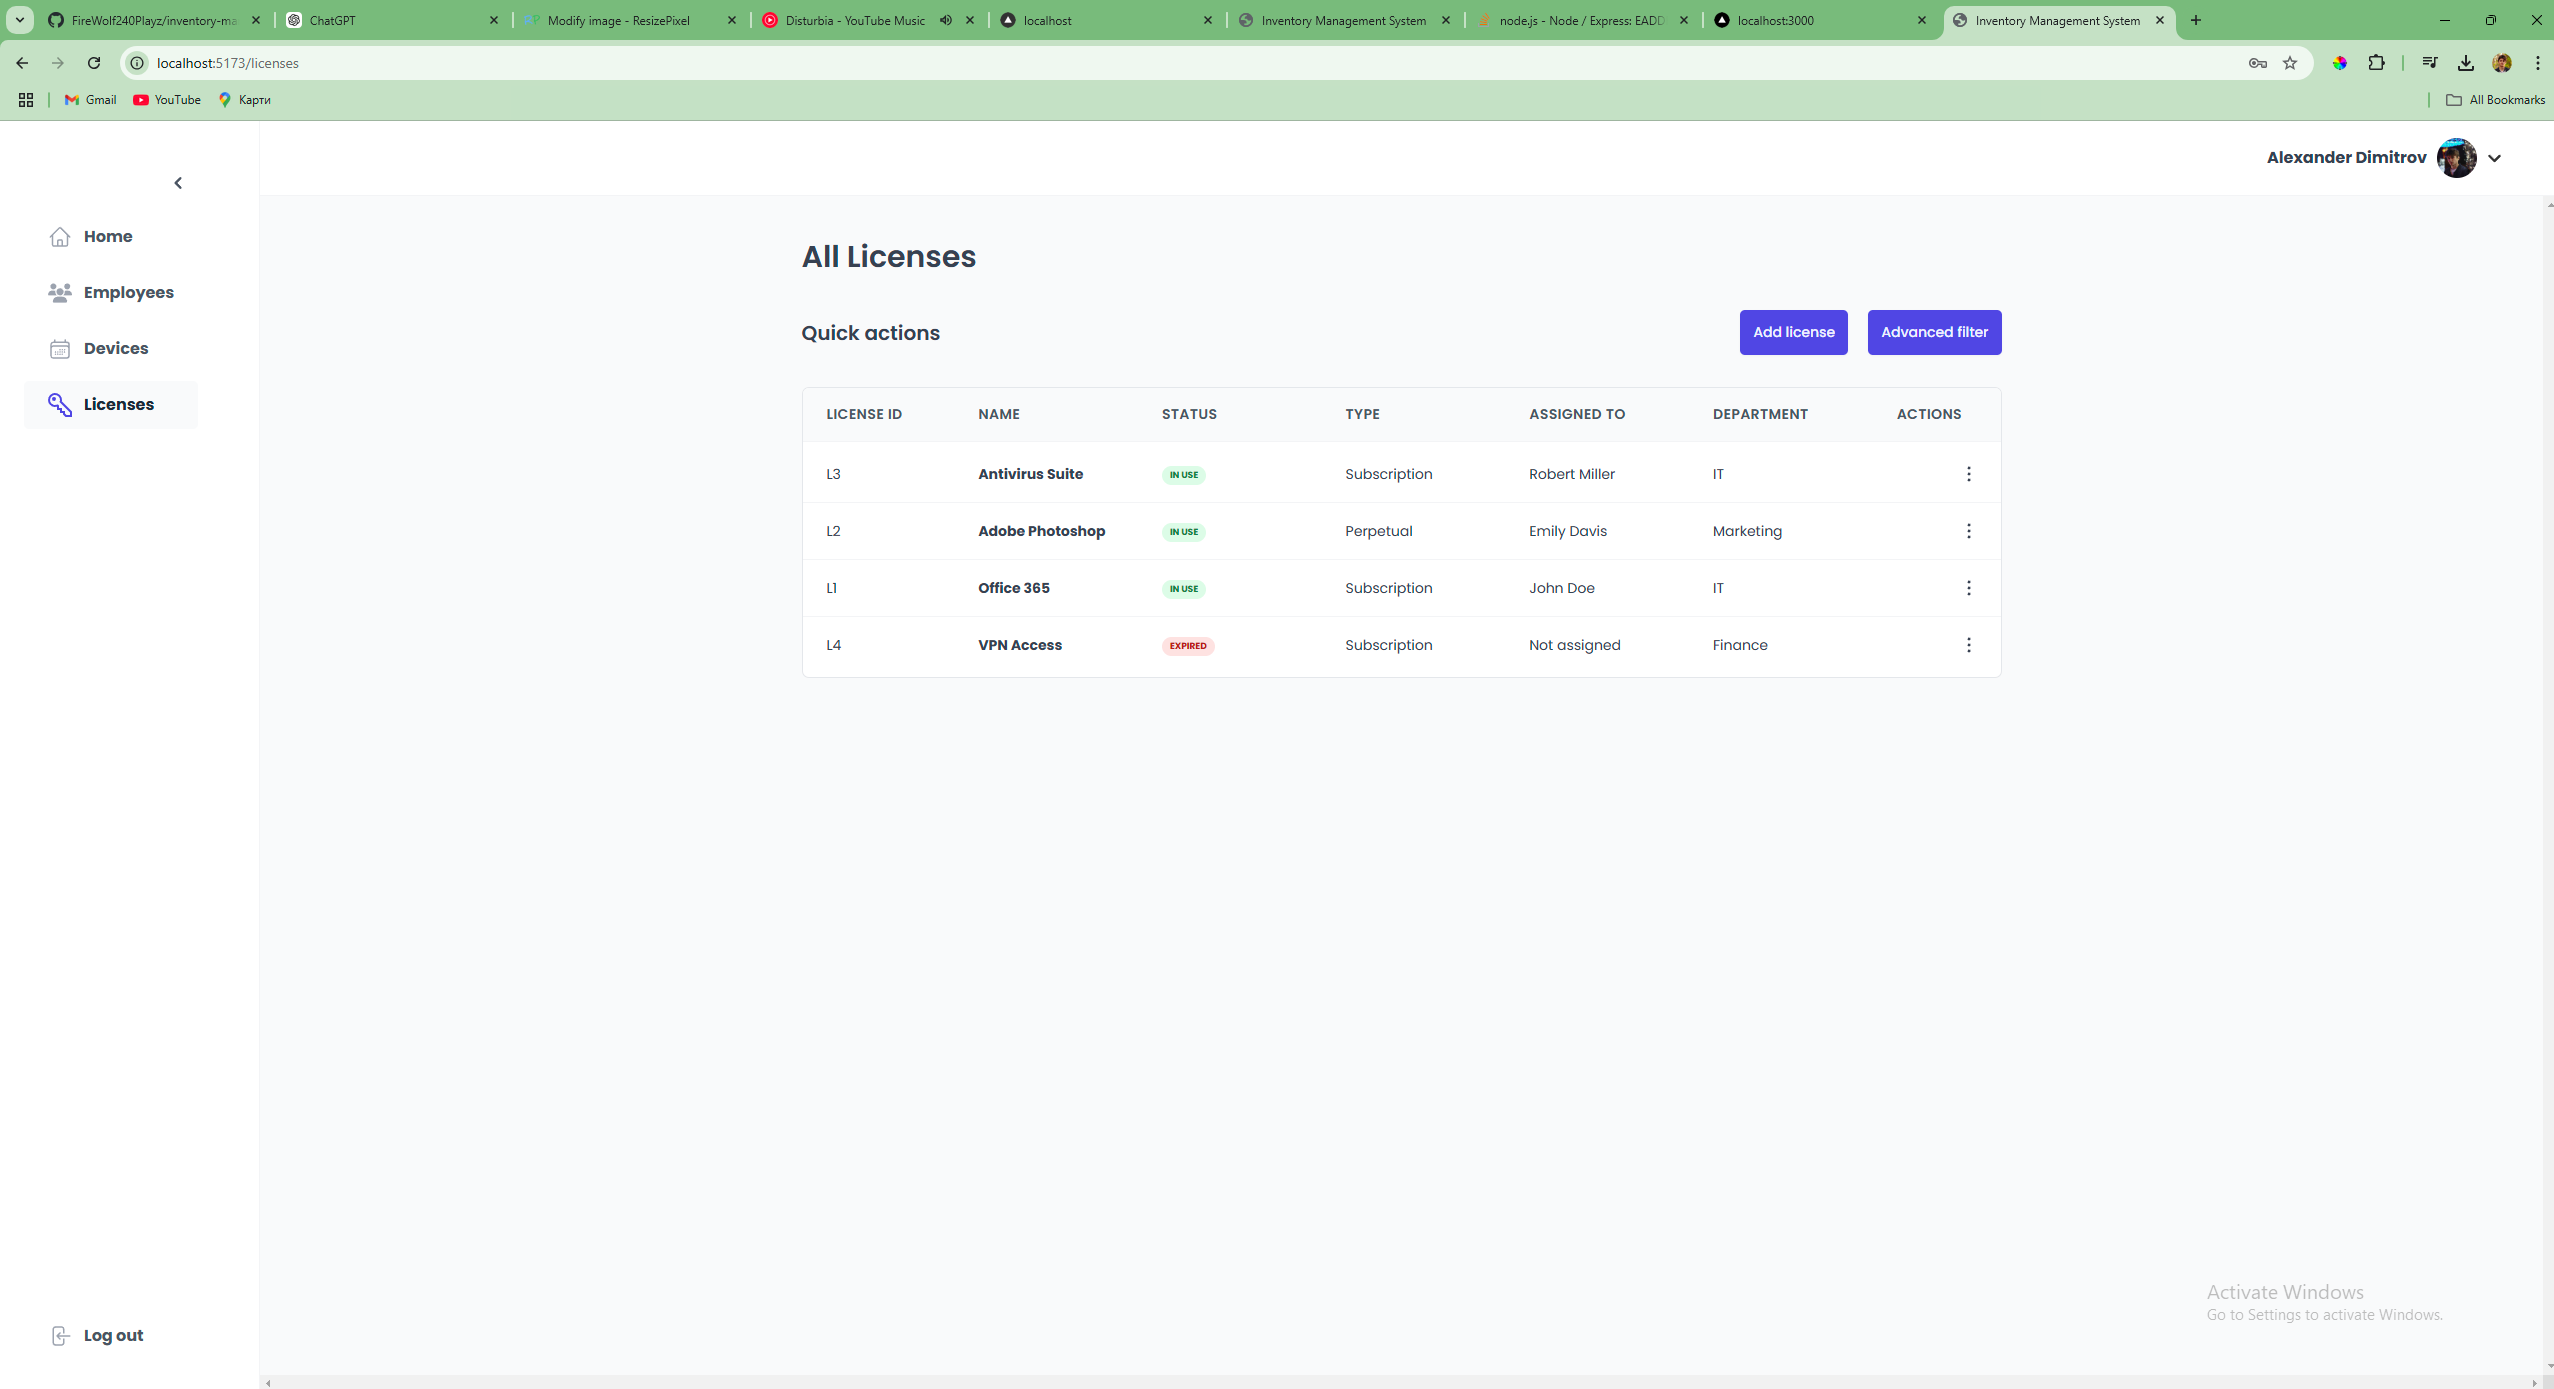 FireWolf240Playz/inventory-ma
ChatGPT
Modify image - ResizePixel
Disturbia - YouTube Music
localhost
Inventory Management System
node.js - Node / Express: EADD
localhost:3000
Inventory Management System
localhost:5173/licenses
Gmail
YouTube
Карти
All Bookmarks
Alexander Dimitrov
Home
Employees
Devices
Licenses
All Licenses
Quick actions
Add license
Advanced filter
LICENSE ID NAME STATUS TYPE ASSIGNED TO DEPARTMENT ACTIONS
L3 Antivirus Suite IN USE Subscription Robert Miller IT
L2 Adobe Photoshop IN USE Perpetual Emily Davis Marketing
L1 Office 365 IN USE Subscription John Doe IT
L4 VPN Access EXPIRED Subscription Not assigned Finance
Activate Windows
Go to Settings to activate Windows.
Log out